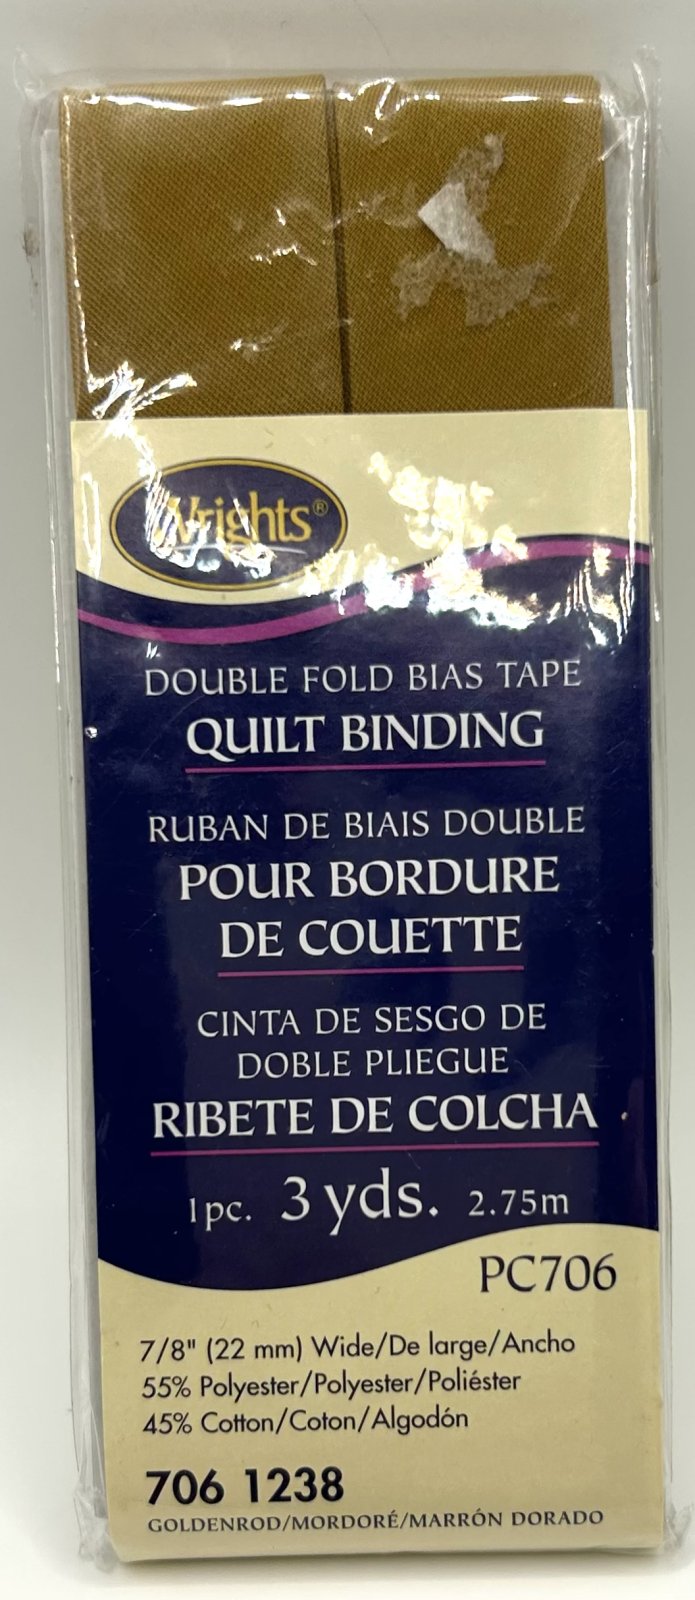 Wrights®
DOUBLE FOLD BIAS TAPE
QUILT BINDING
RUBAN DE BIAIS DOUBLE
POUR BORDURE
DE COUETTE
CINTA DE SESGO DE
DOBLE PLIEGUE
RIBETE DE COLCHA
1 pc. 3 yds. 2.75m
PC706
7/8" (22 mm) Wide/De large/Ancho
55% Polyester/Polyester/Poliéster
45% Cotton/Coton/Algodón
706 1238
GOLDENROD/MORDORÉ/MARRÓN DORADO